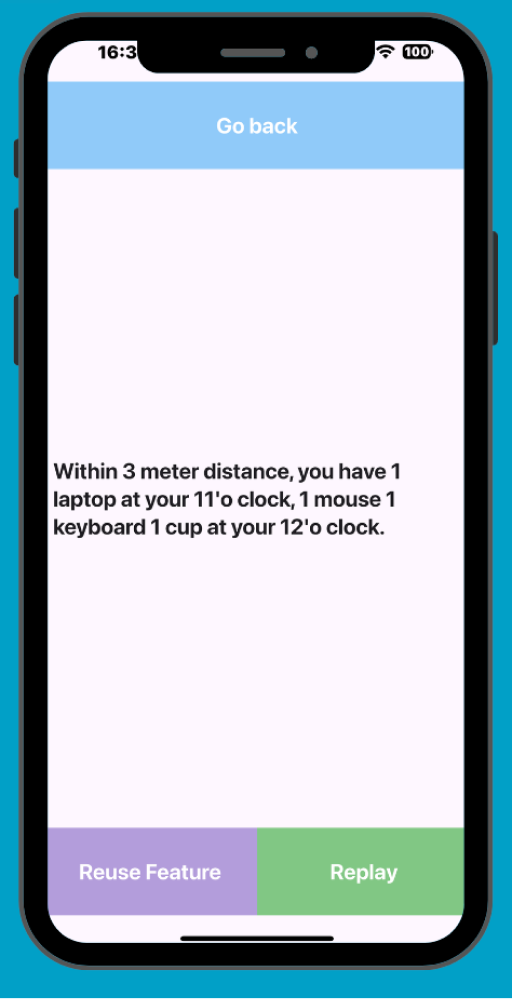 16:3
100
Go back
Within 3 meter distance, you have 1
laptop at your 11'o clock, 1 mouse 1
keyboard 1 cup at your 12'o clock.
Reuse Feature
Replay